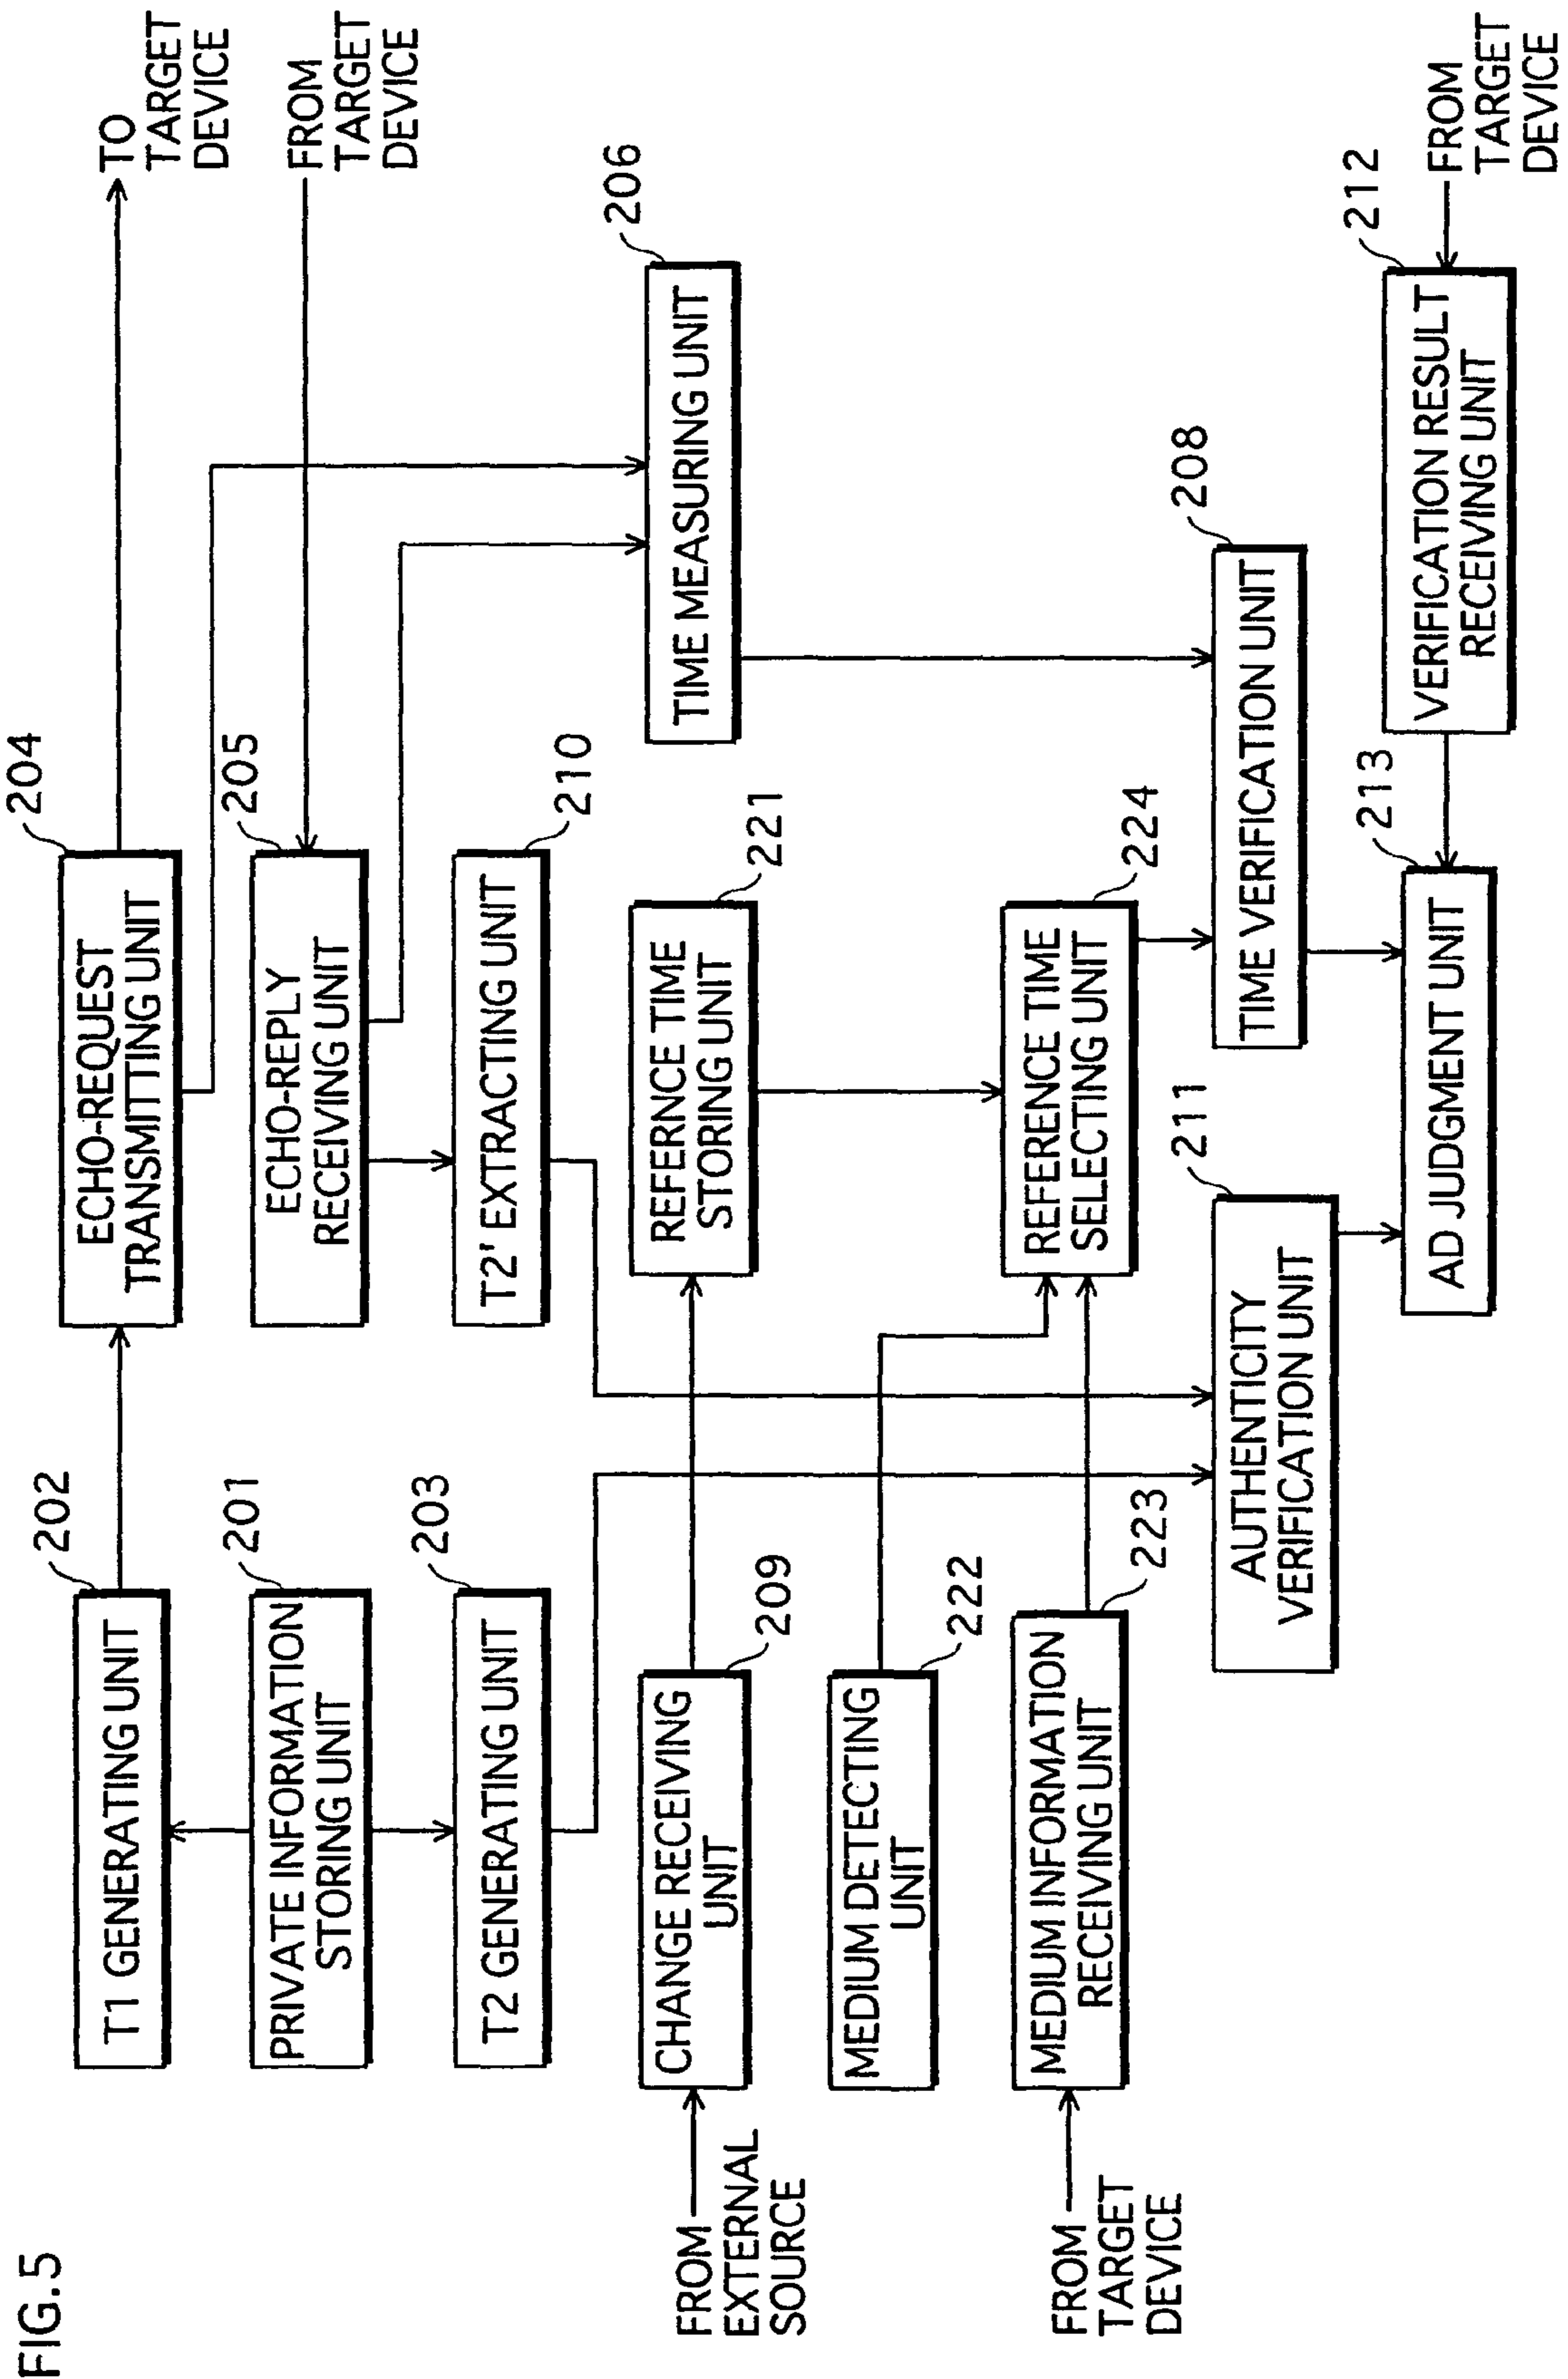 FIG.5
202
T1 GENERATING UNIT
204
ECHO-REQUEST
TRANSMITTING UNIT
TO
TARGET
DEVICE
201
PRIVATE INFORMATION
STORING UNIT
205
ECHO-REPLY
RECEIVING UNIT
FROM
TARGET
DEVICE
203
T2 GENERATING UNIT
210
T2' EXTRACTING UNIT
206
TIME MEASURING UNIT
FROM
EXTERNAL
SOURCE
CHANGE RECEIVING
UNIT
209
REFERNCE TIME
STORING UNIT
221
MEDIUM DETECTING
UNIT
222
FROM
TARGET
DEVICE
MEDIUM INFORMATION
RECEIVING UNIT
223
REFERENCE TIME
SELECTING UNIT
224
211
AUTHENTICITY
VERIFICATION UNIT
208
TIME VERIFICATION UNIT
213
AD JUDGMENT UNIT
212
VERIFICATION RESULT
RECEIVING UNIT
FROM
TARGET
DEVICE